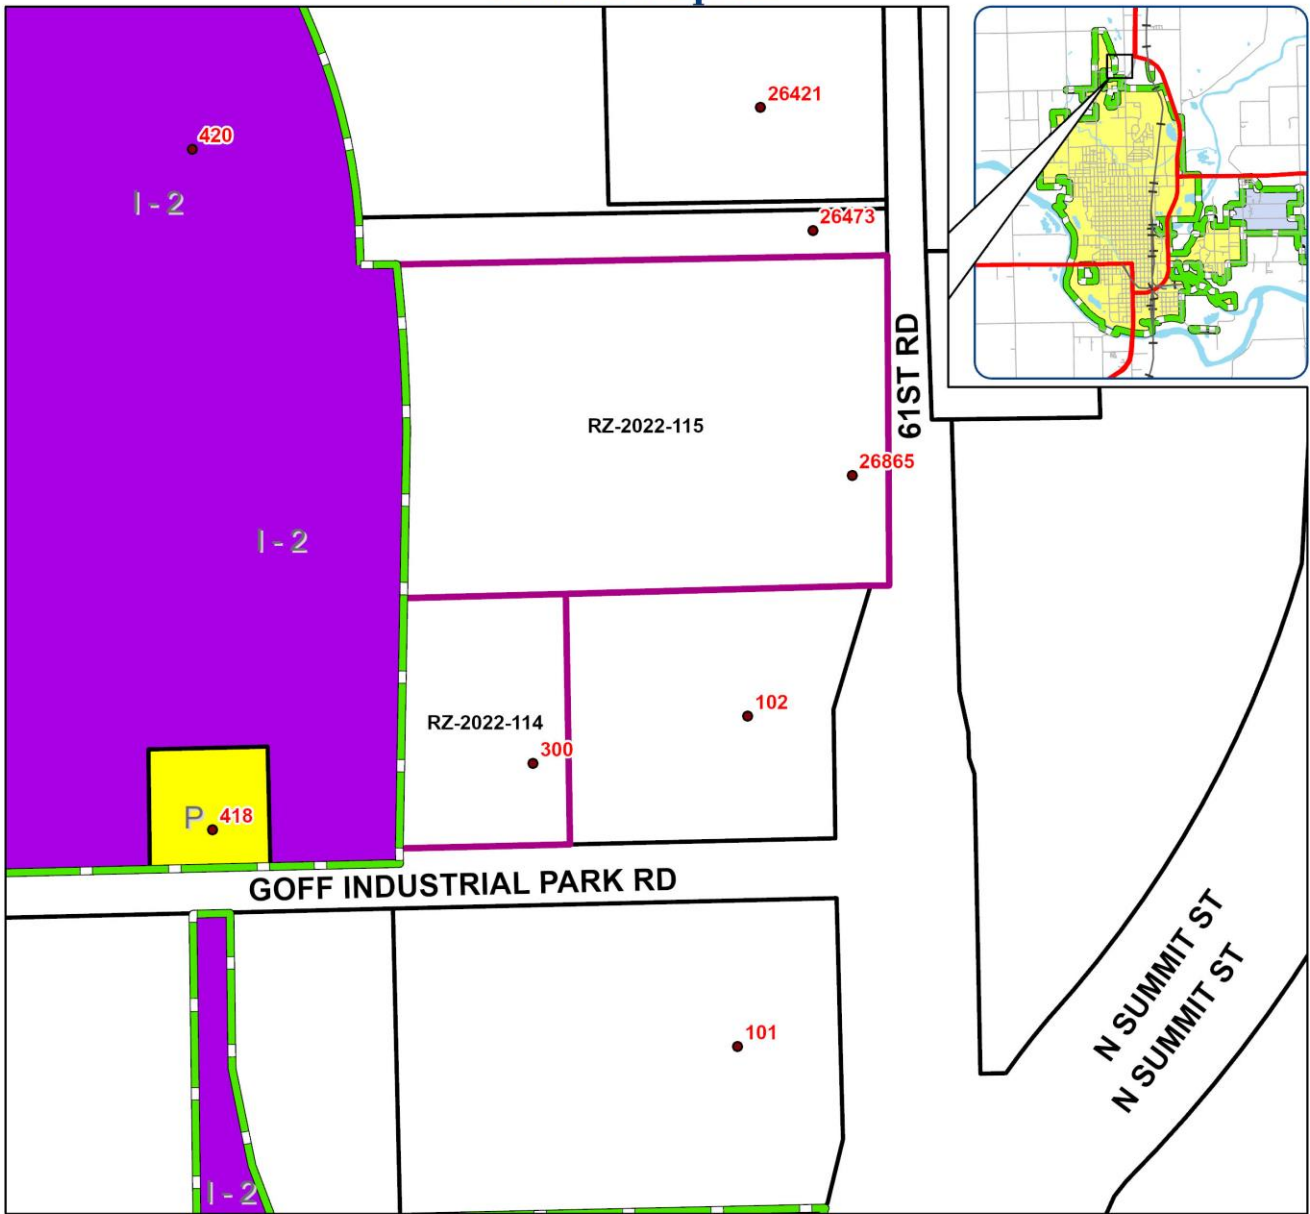 26421
420
I - 2
26473
61ST RD
RZ-2022-115
26865
I - 2
102
RZ-2022-114
300
P
418
GOFF INDUSTRIAL PARK RD
N SUMMIT ST
N SUMMIT ST
101
I - 2